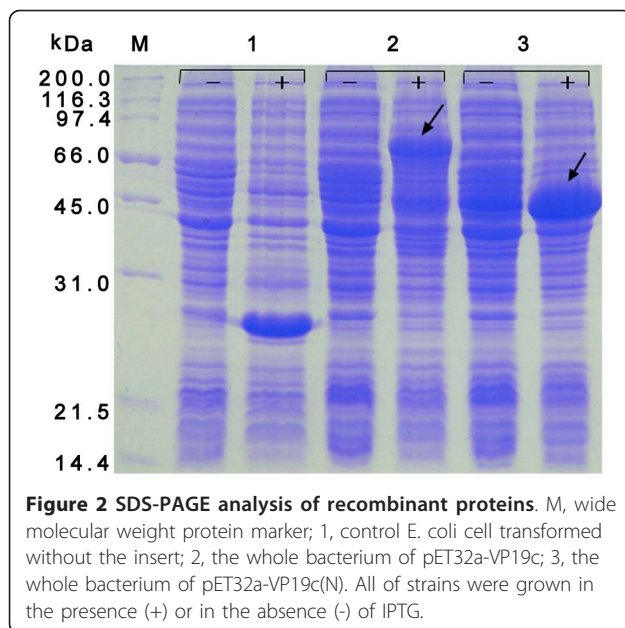 kDa M 1 2 3
200.0 − + − + − +
116.3
97.4
66.0
45.0
31.0
21.5
14.4
Figure 2 SDS-PAGE analysis of recombinant proteins. M, wide
molecular weight protein marker; 1, control E. coli cell transformed
without the insert; 2, the whole bacterium of pET32a-VP19c; 3, the
whole bacterium of pET32a-VP19c(N). All of strains were grown in
the presence (+) or in the absence (-) of IPTG.